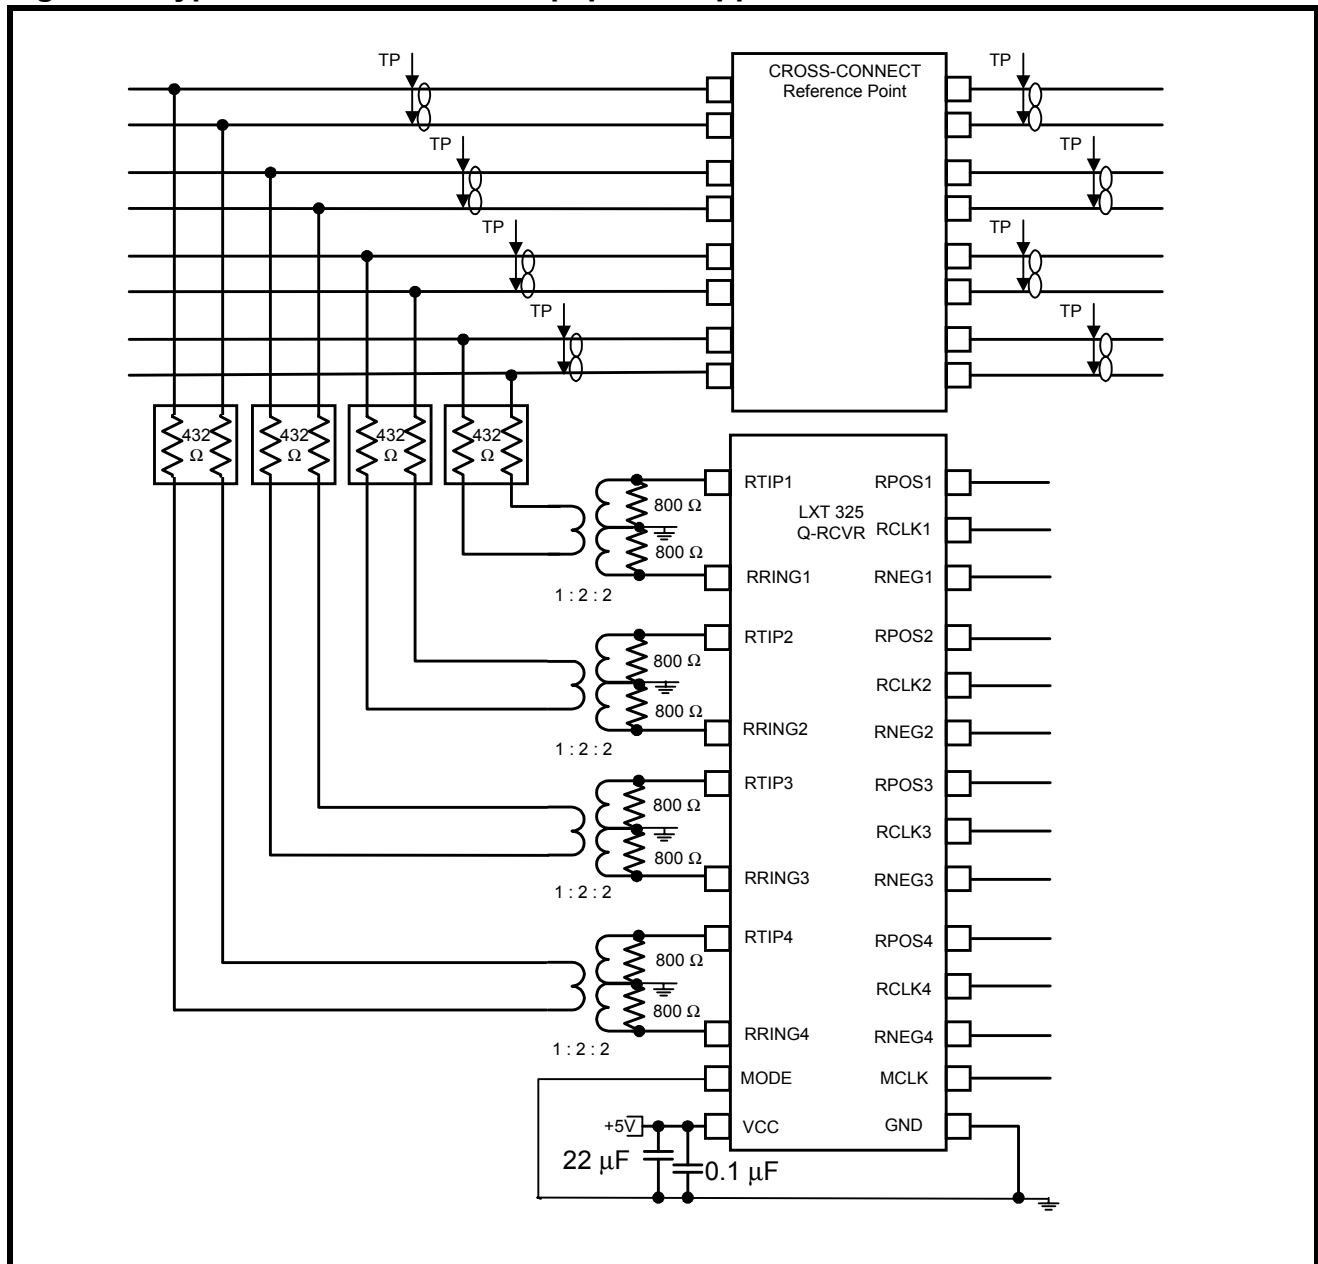 TP
TP
CROSS-CONNECT
Reference Point
TP
TP
TP
TP
TP
TP
432
Ω
432
Ω
432
Ω
432
Ω
RTIP1
RPOS1
800 Ω
LXT 325
Q-RCVR
RCLK1
800 Ω
RRING1
RNEG1
1 : 2 : 2
RTIP2
RPOS2
800 Ω
RCLK2
800 Ω
RRING2
RNEG2
1 : 2 : 2
RTIP3
RPOS3
800 Ω
RCLK3
800 Ω
RRING3
RNEG3
1 : 2 : 2
RTIP4
RPOS4
800 Ω
RCLK4
800 Ω
RRING4
RNEG4
1 : 2 : 2
MODE
MCLK
+5V
VCC
GND
22 μF
0.1 μF